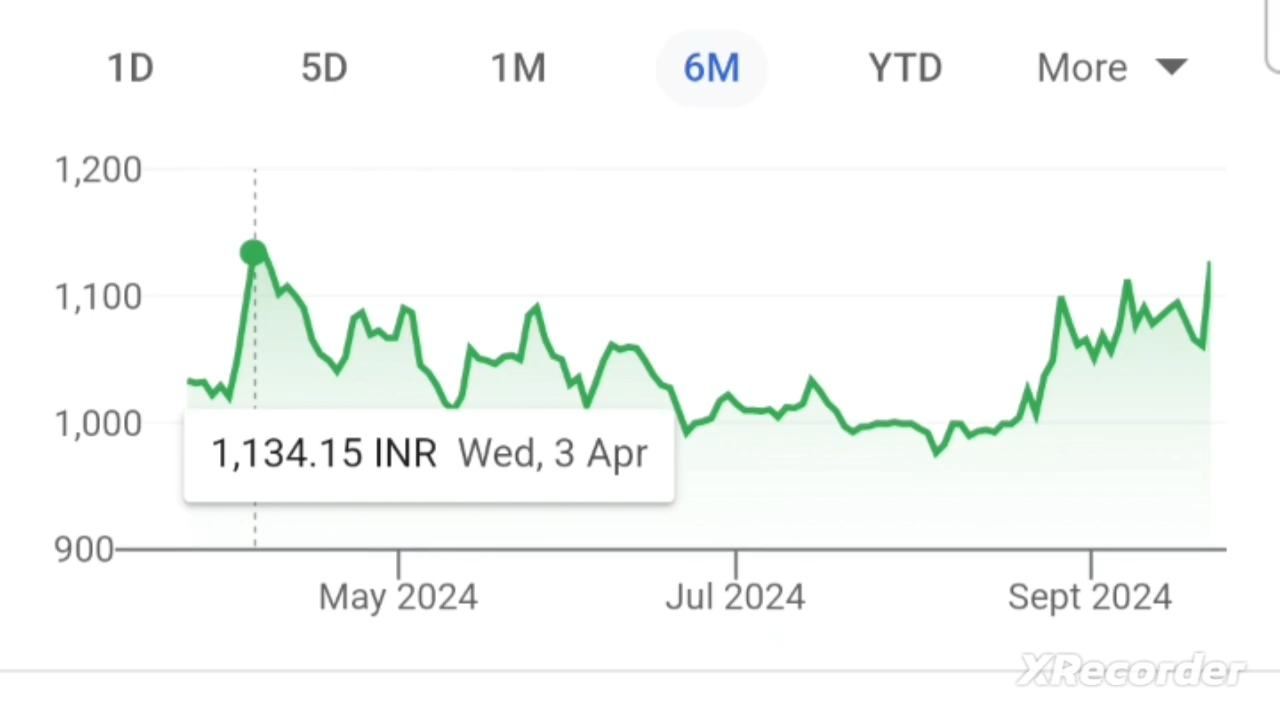 1D 5D 1M 6M YTD More
1,200
1,100
1,000
900
1,134.15 INR Wed, 3 Apr
May 2024 Jul 2024 Sept 2024
XRecorder